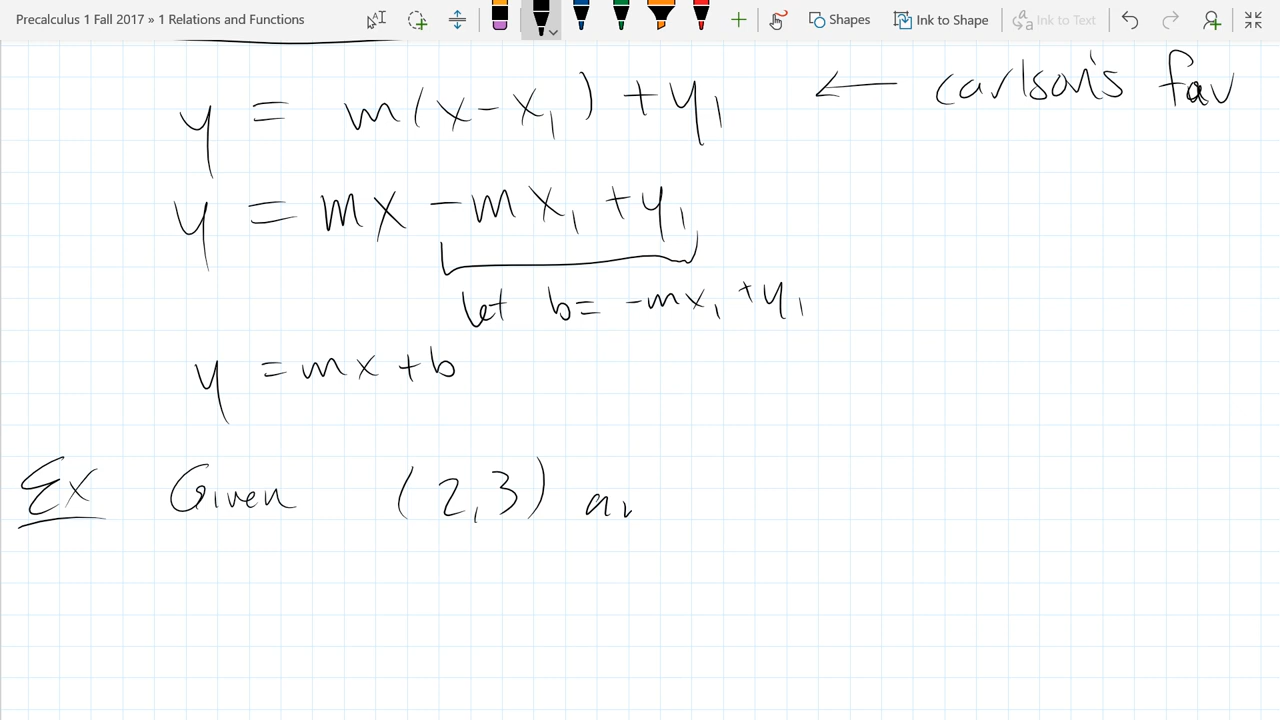 Precalculus 1 Fall 2017 » 1 Relations and Functions
Shapes
Ink to Shape
Ink to Text
y = m(x-x₁)+y₁ ← carlson's fav
y = mx -mx₁ +y₁
let b= -mx₁ +y₁
y =mx+b
Ex Given (2,3)